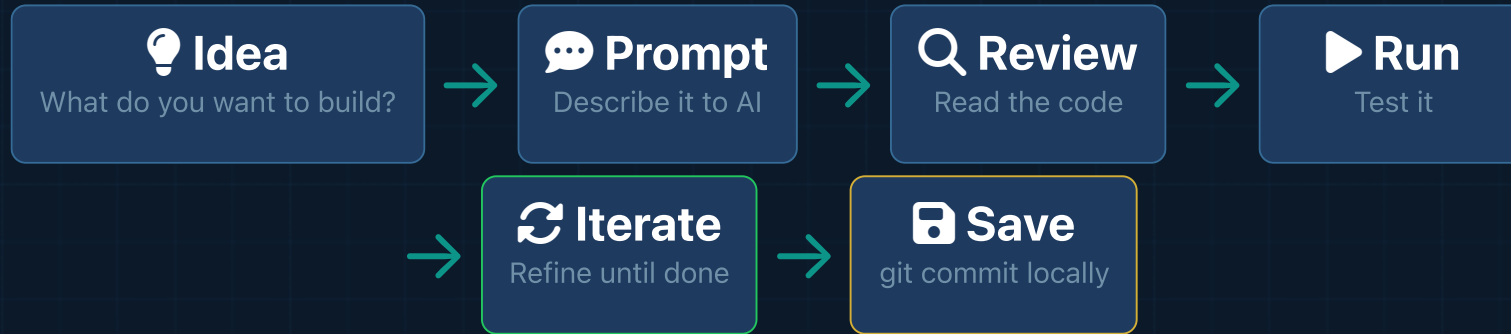 Idea
What do you want to build?
Prompt
Describe it to AI
Review
Read the code
Run
Test it
Iterate
Refine until done
Save
git commit locally